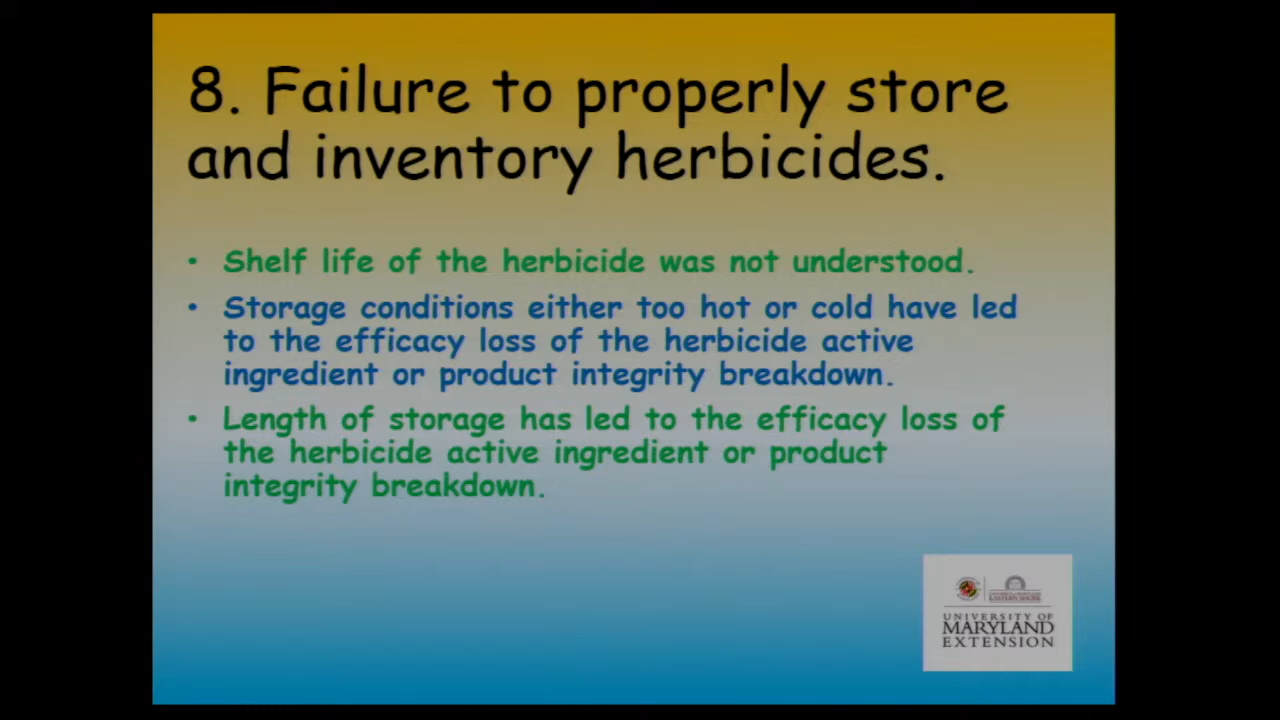 8. Failure to properly store
and inventory herbicides.
• Shelf life of the herbicide was not understood.
• Storage conditions either too hot or cold have led
to the efficacy loss of the herbicide active
ingredient or product integrity breakdown.
• Length of storage has led to the efficacy loss of
the herbicide active ingredient or product
integrity breakdown.
UNIVERSITY OF
MARYLAND
EXTENSION